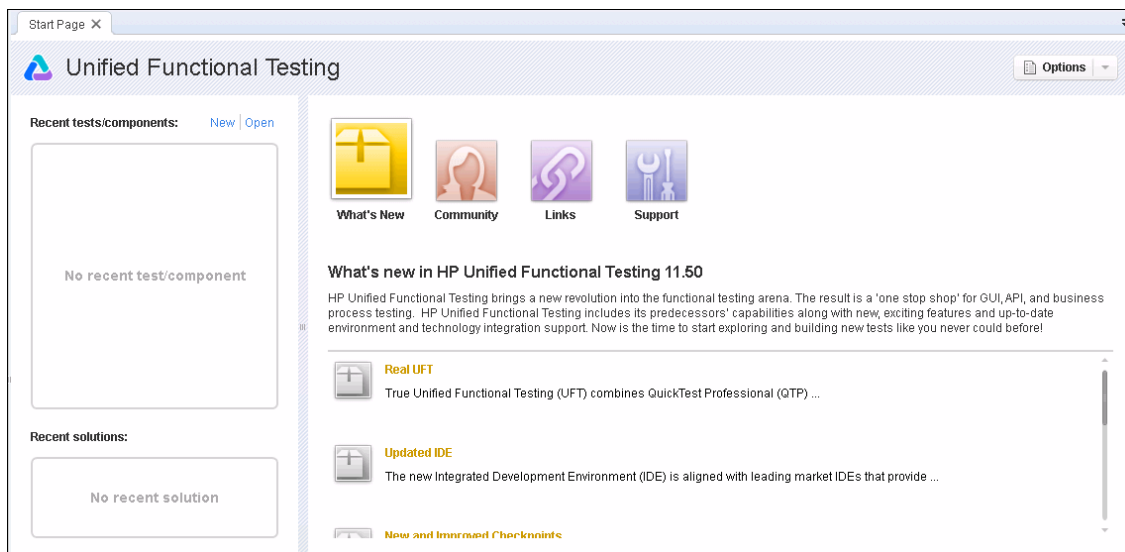 Start Page
Unified Functional Testing
Options
Recent tests/components:
New
Open
No recent test/component
Recent solutions:
No recent solution
What's New
Community
Links
Support
What's new in HP Unified Functional Testing 11.50
HP Unified Functional Testing brings a new revolution into the functional testing arena. The result is a 'one stop shop' for GUI, API, and business
process testing.  HP Unified Functional Testing includes its predecessors' capabilities along with new, exciting features and up-to-date
environment and technology integration support. Now is the time to start exploring and building new tests like you never could before!
Real UFT
True Unified Functional Testing (UFT) combines QuickTest Professional (QTP) ...
Updated IDE
The new Integrated Development Environment (IDE) is aligned with leading market IDEs that provide ...
New and Improved Checkpoints